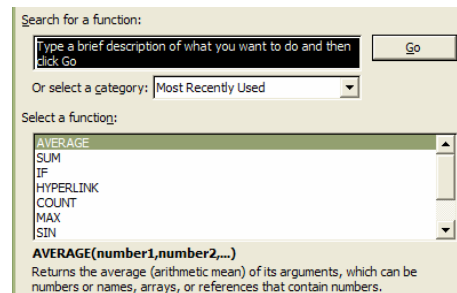 Search for a function:
Type a brief description of what you want to do and then
click Go
Go
Or select a category: Most Recently Used
Select a function:
AVERAGE
SUM
IF
HYPERLINK
COUNT
MAX
SIN
AVERAGE(number1,number2,...)
Returns the average (arithmetic mean) of its arguments, which can be
numbers or names, arrays, or references that contain numbers.